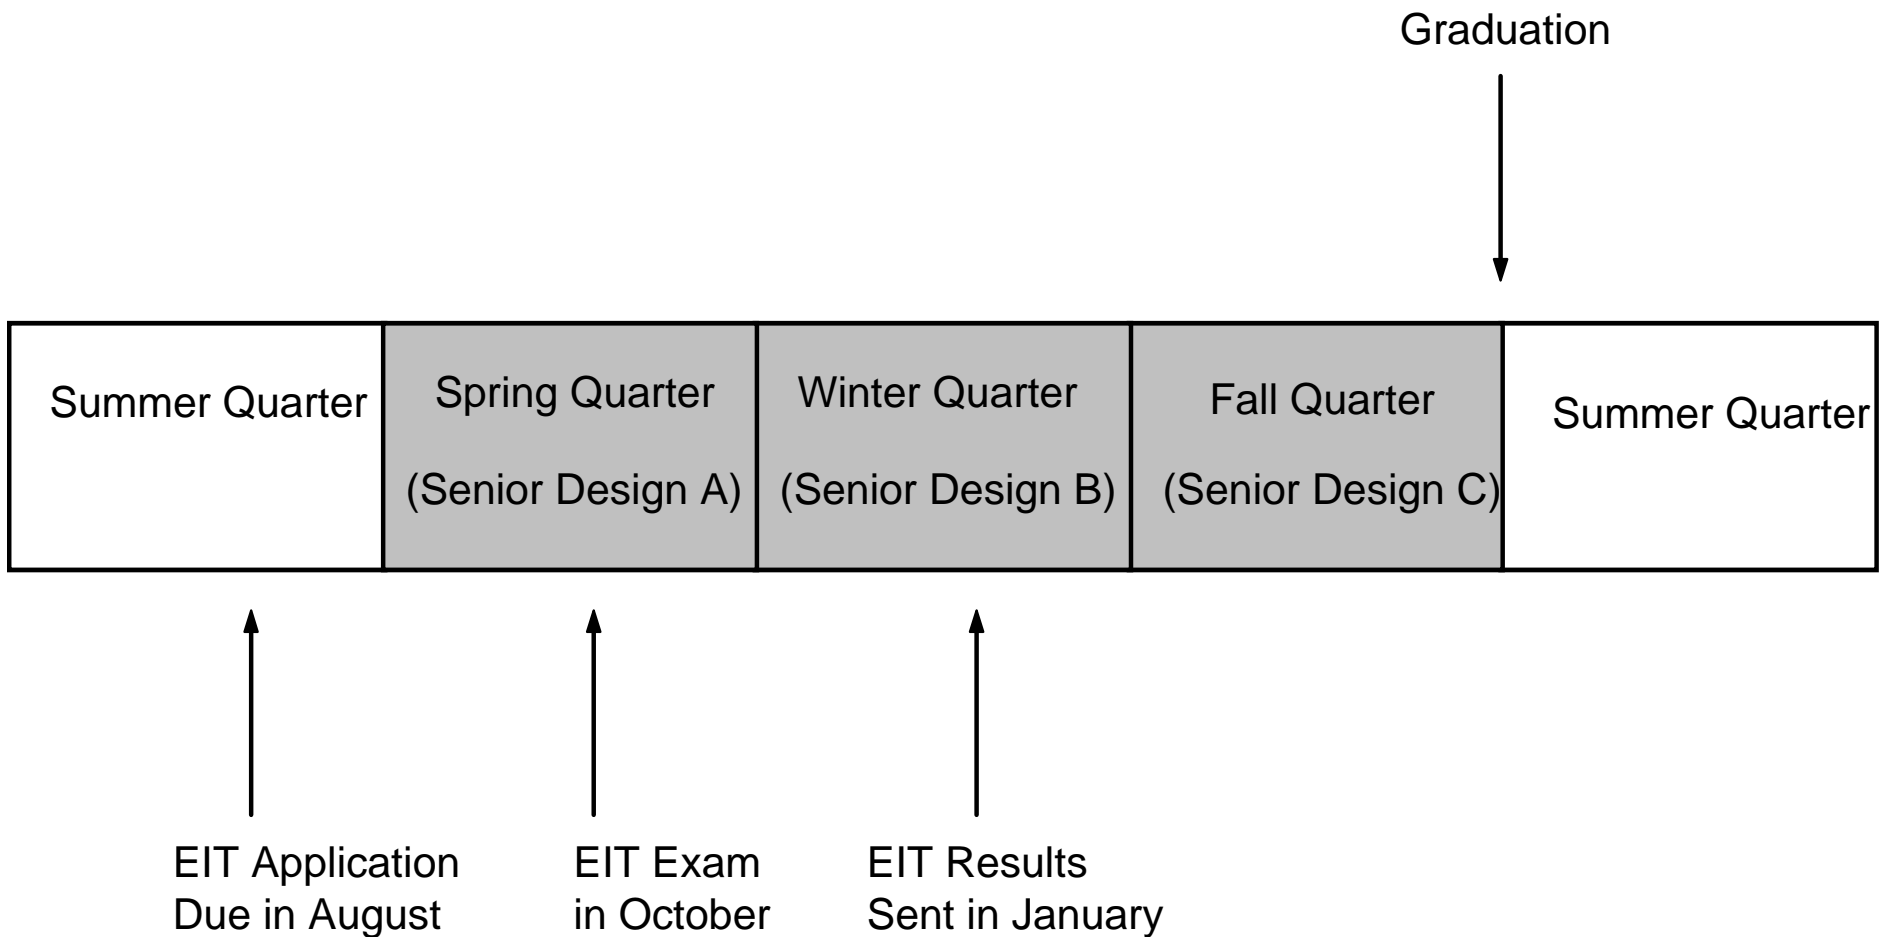 Graduation
Summer Quarter
Spring Quarter
(Senior Design A)
Winter Quarter
(Senior Design B)
Fall Quarter
(Senior Design C)
Summer Quarter
EIT Application
Due in August
EIT Exam
in October
EIT Results
Sent in January